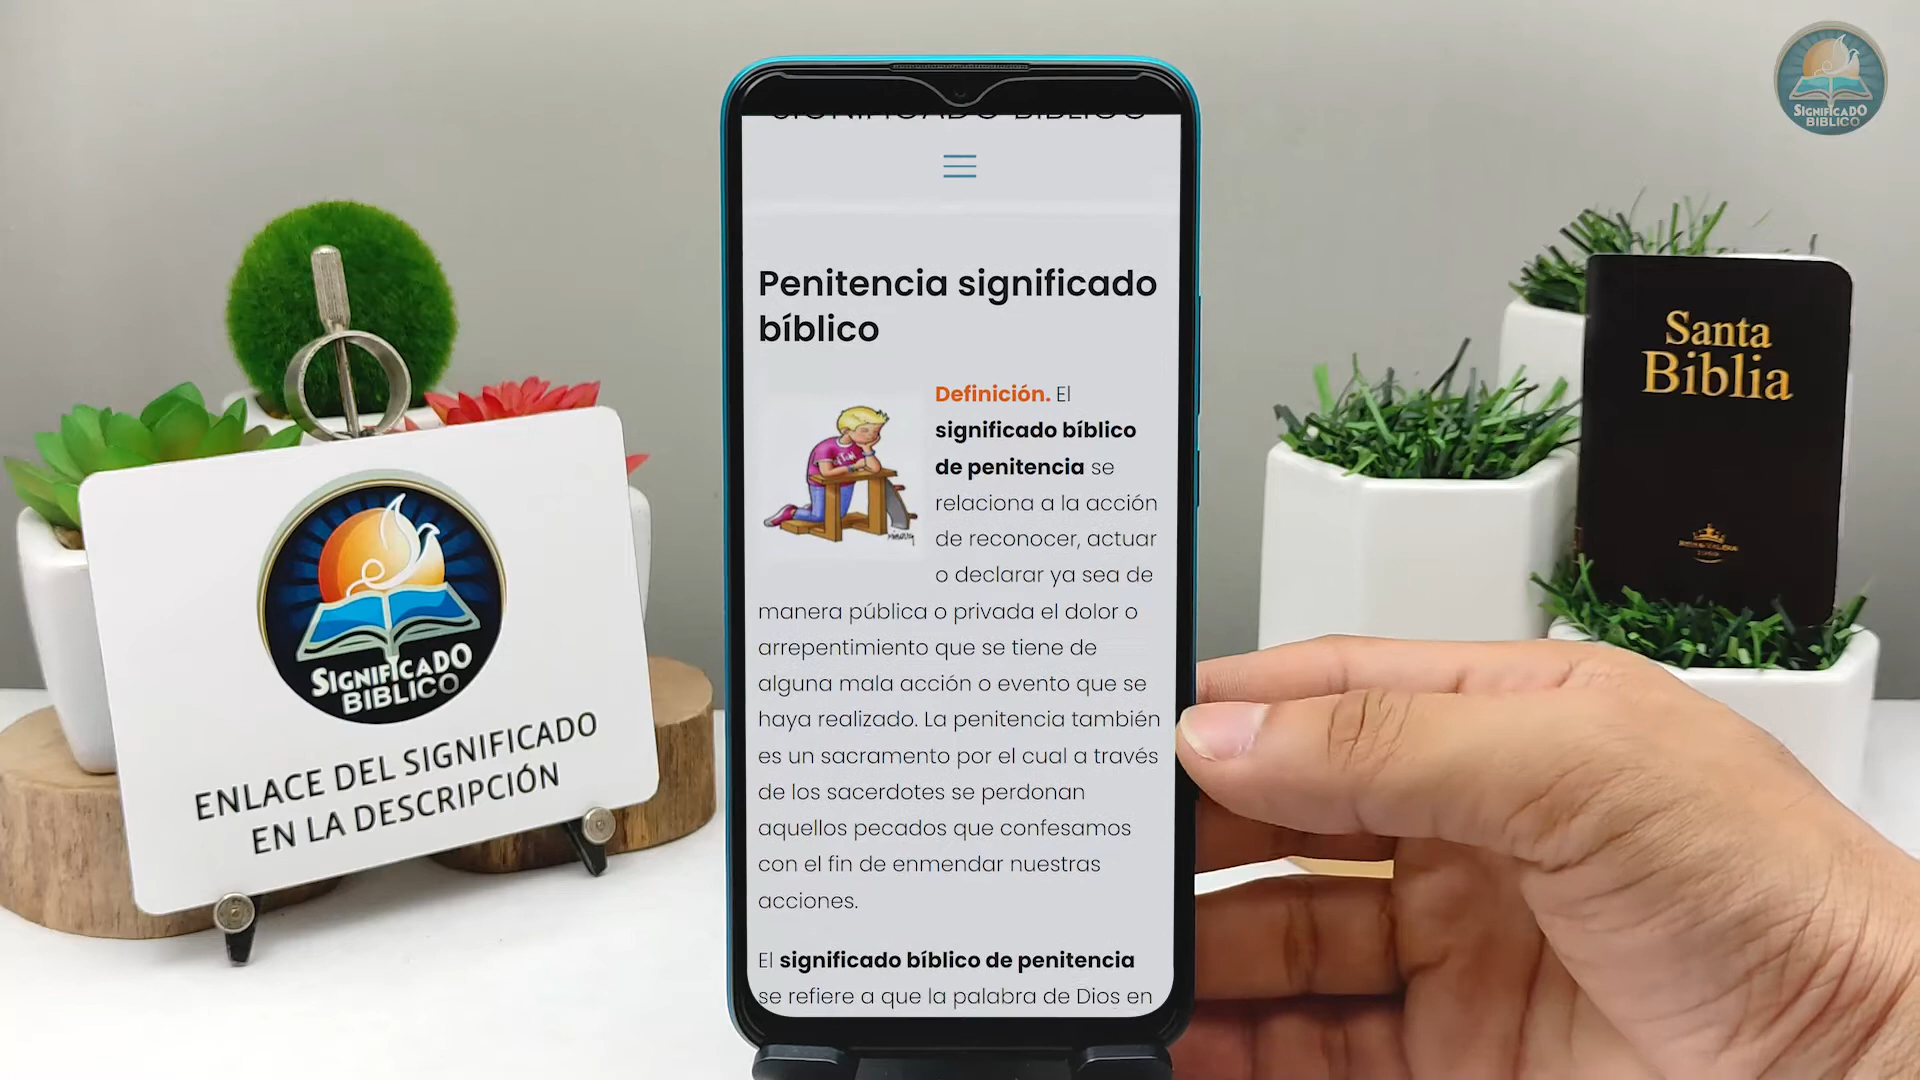 SIGNIFICADO BIBLICO
Penitencia significado
bíblico
Definición. El
significado bíblico
de penitencia se
relaciona a la acción
de reconocer, actuar
o declarar ya sea de
manera pública o privada el dolor o
arrepentimiento que se tiene de
alguna mala acción o evento que se
haya realizado. La penitencia también
es un sacramento por el cual a través
de los sacerdotes se perdonan
aquellos pecados que confesamos
con el fin de enmendar nuestras
acciones.
El significado bíblico de penitencia
se refiere a que la palabra de Dios en
SIGNIFICADO
BIBLICO
ENLACE DEL SIGNIFICADO
EN LA DESCRIPCIÓN
Santa
Biblia
SIGNIFICADO
BIBLICO